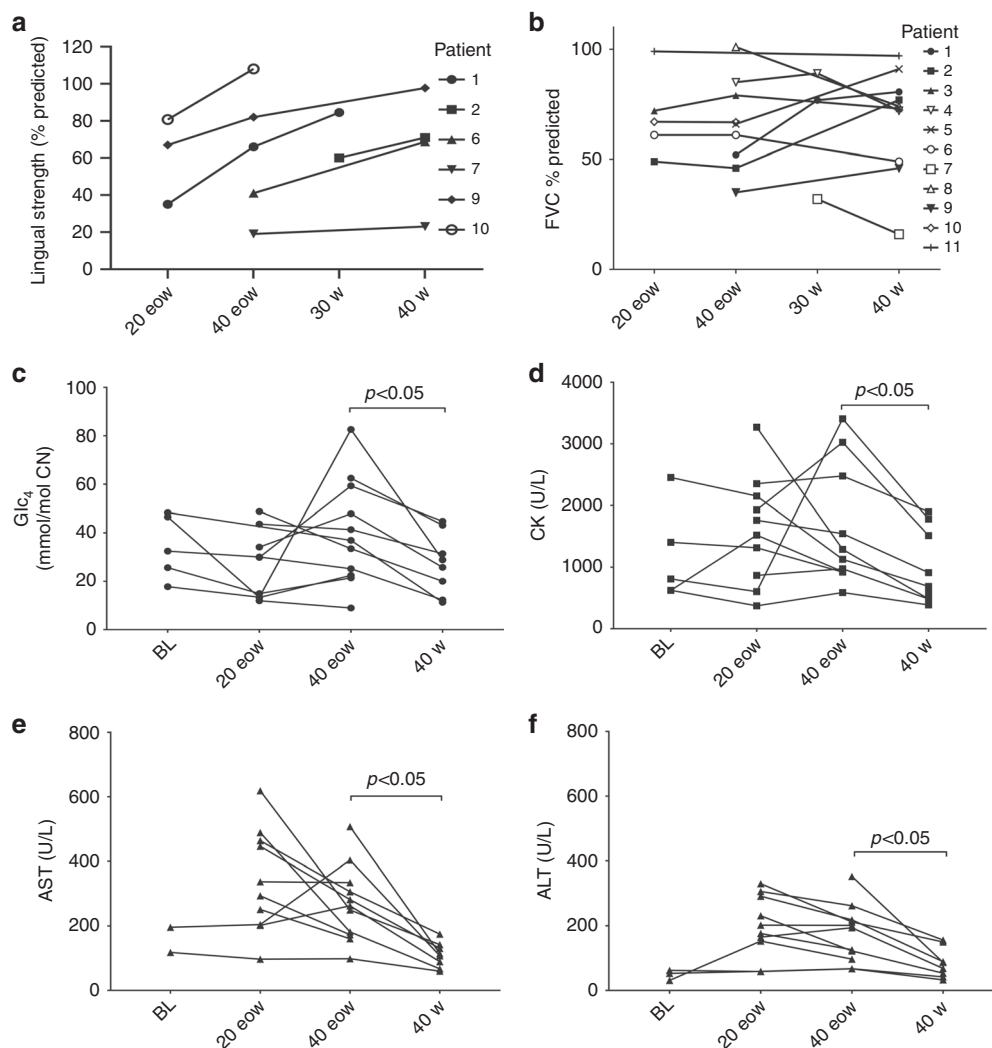 a
Lingual strength (% predicted)
120
100
80
60
40
20
0
20 eow
40 eow
30 w
40 w
Patient
1
2
6
7
9
10
b
FVC % predicted
100
50
0
20 eow
40 eow
30 w
40 w
Patient
1
2
3
4
5
6
7
8
9
10
11
c
Glc4
(mmol/mol CN)
100
80
60
40
20
0
p<0.05
BL
20 eow
40 eow
40 w
d
CK (U/L)
4000
3000
2000
1000
0
p<0.05
BL
20 eow
40 eow
40 w
e
AST (U/L)
800
600
400
200
0
p<0.05
BL
20 eow
40 eow
40 w
f
ALT (U/L)
800
600
400
200
0
p<0.05
BL
20 eow
40 eow
40 w